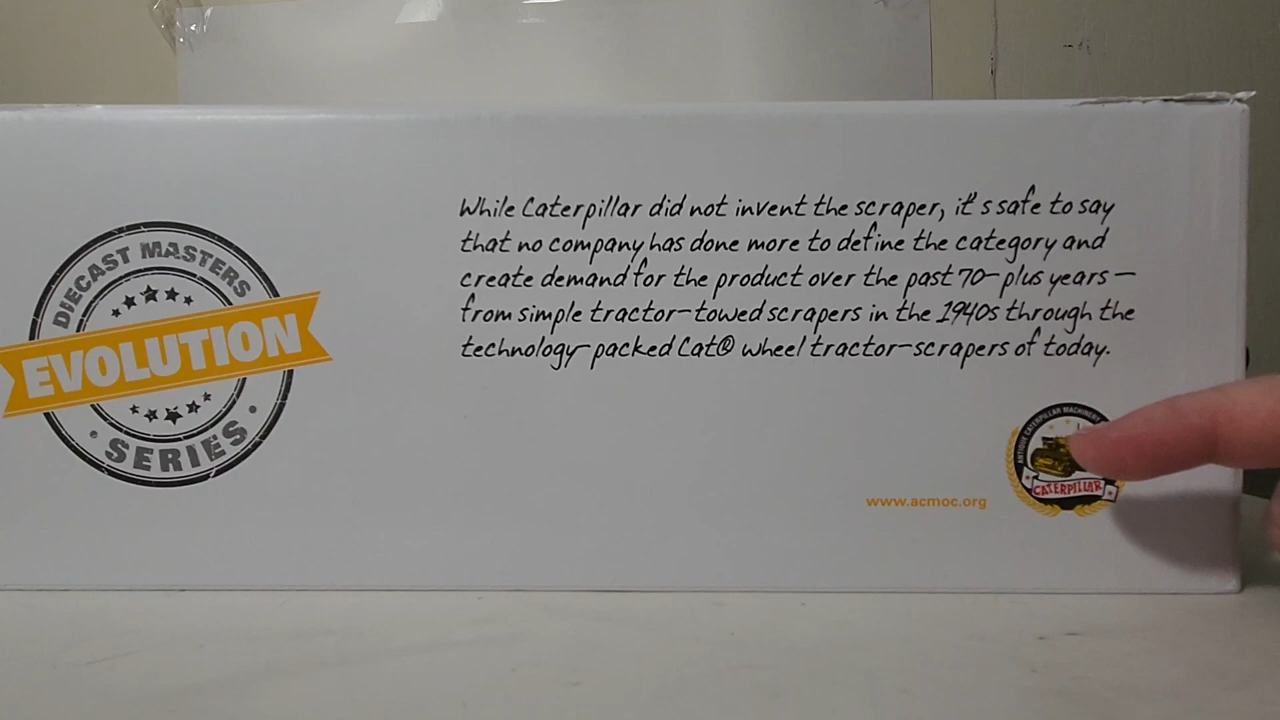 DIECAST MASTERS
EVOLUTION
SERIES
While Caterpillar did not invent the scraper, it's safe to say
that no company has done more to define the category and
create demand for the product over the past 70-plus years—
from simple tractor-towed scrapers in the 1940s through the
technology-packed Cat® wheel tractor-scrapers of today.
ANTIQUE CATERPILLAR MACHINERY
CATERPILLAR
www.acmoc.org